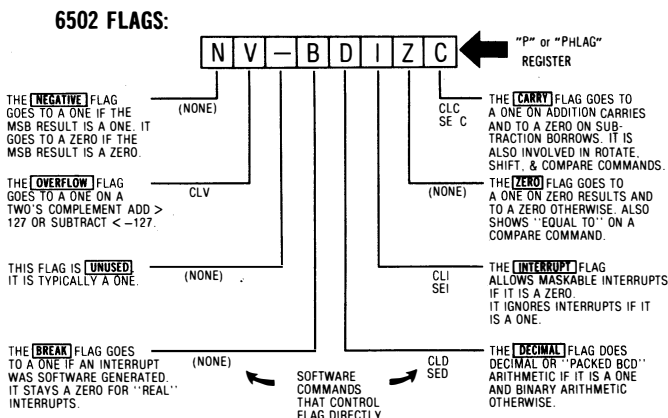 6502 FLAGS:
N V — B D I Z C
"P" or "PHLAG"
REGISTER
THE NEGATIVE FLAG
GOES TO A ONE IF THE
MSB RESULT IS A ONE. IT
GOES TO A ZERO IF THE
MSB RESULT IS A ZERO.
(NONE)
CLC
SE C
THE CARRY FLAG GOES TO
A ONE ON ADDITION CARRIES
AND TO A ZERO ON SUB-
TRACTION BORROWS. IT IS
ALSO INVOLVED IN ROTATE,
SHIFT, & COMPARE COMMANDS.
THE OVERFLOW FLAG
GOES TO A ONE ON A
TWO'S COMPLEMENT ADD >
127 OR SUBTRACT < –127.
CLV
(NONE)
THE ZERO FLAG GOES TO
A ONE ON ZERO RESULTS AND
TO A ZERO OTHERWISE. ALSO
SHOWS ''EQUAL TO'' ON A
COMPARE COMMAND.
THIS FLAG IS UNUSED.
IT IS TYPICALLY A ONE.
(NONE)
CLI
SEI
THE INTERRUPT FLAG
ALLOWS MASKABLE INTERRUPTS
IF IT IS A ZERO.
IT IGNORES INTERRUPTS IF IT
IS A ONE.
THE BREAK FLAG GOES
TO A ONE IF AN INTERRUPT
WAS SOFTWARE GENERATED.
IT STAYS A ZERO FOR ''REAL''
INTERRUPTS.
(NONE)
SOFTWARE
COMMANDS
THAT CONTROL
FLAG DIRECTLY
CLD
SED
THE DECIMAL FLAG DOES
DECIMAL OR ''PACKED BCD''
ARITHMETIC IF IT IS A ONE
AND BINARY ARITHMETIC
OTHERWISE.